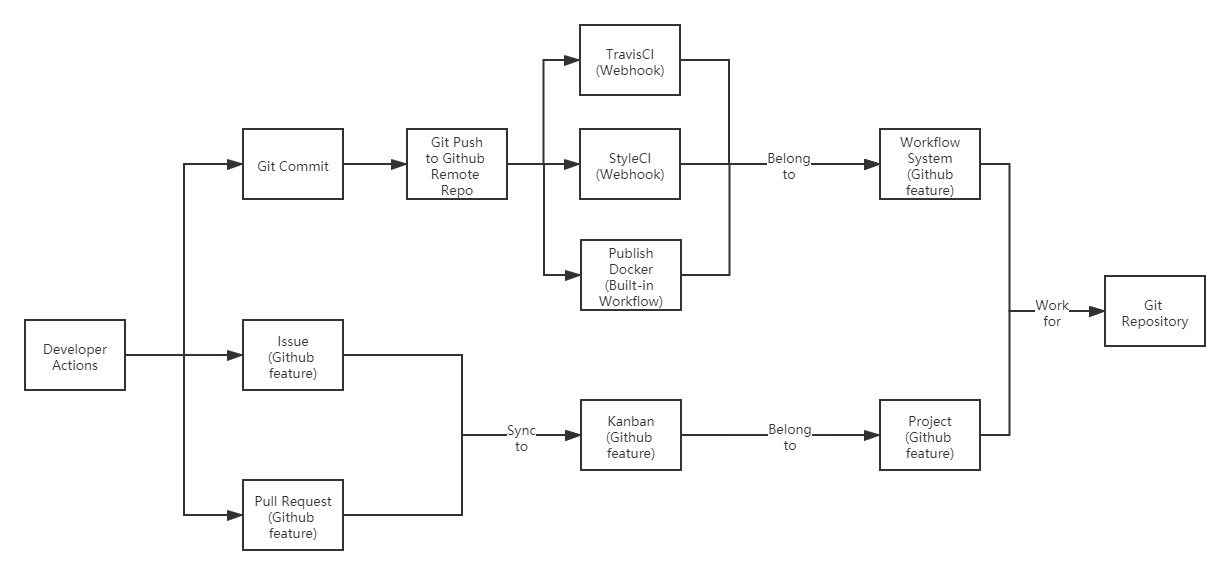 TravisCI
(Webhook)
Git Commit
Git Push
to Github
Remote
Repo
StyleCI
(Webhook)
Belong
to
Workflow
System
(Github
feature)
Publish
Docker
(Built-in
Workflow)
Developer
Actions
Issue
(Github
feature)
Work
for
Git
Repository
Sync
to
Kanban
(Github
feature)
Belong
to
Project
(Github
feature)
Pull Request
(Github
feature)